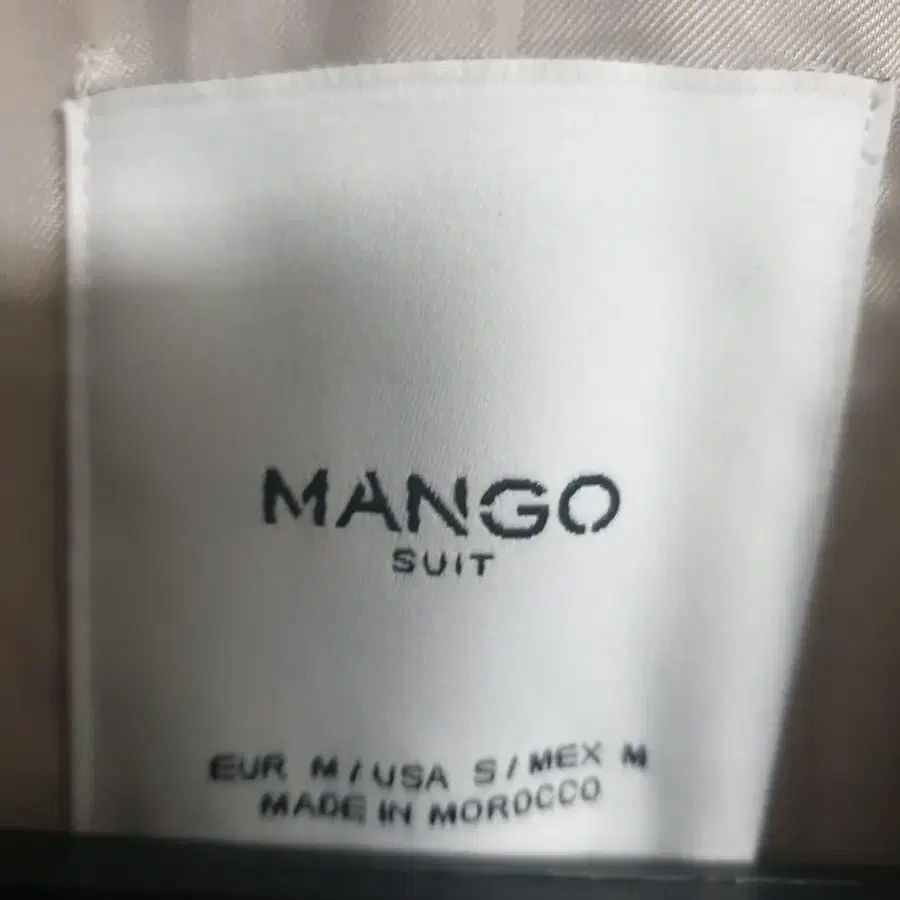 MANGO
SUIT
EUR M / USA S / MEX M
MADE IN MOROCCO